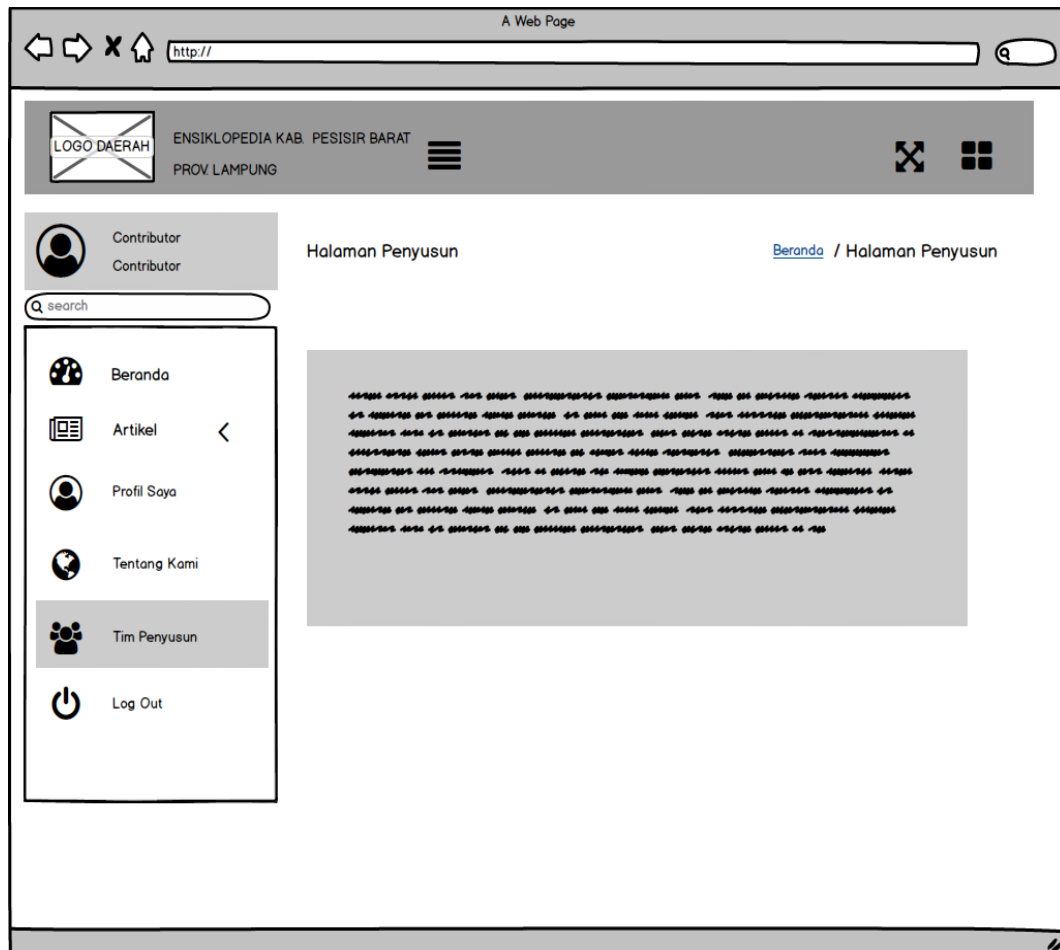 A Web Page
http://
LOGO DAERAH
ENSIKLOPEDIA KAB. PESISIR BARAT
PROV. LAMPUNG
Contributor
Contributor
search
Halaman Penyusun
Beranda / Halaman Penyusun
Beranda
Artikel
Profil Saya
Tentang Kami
Tim Penyusun
Log Out